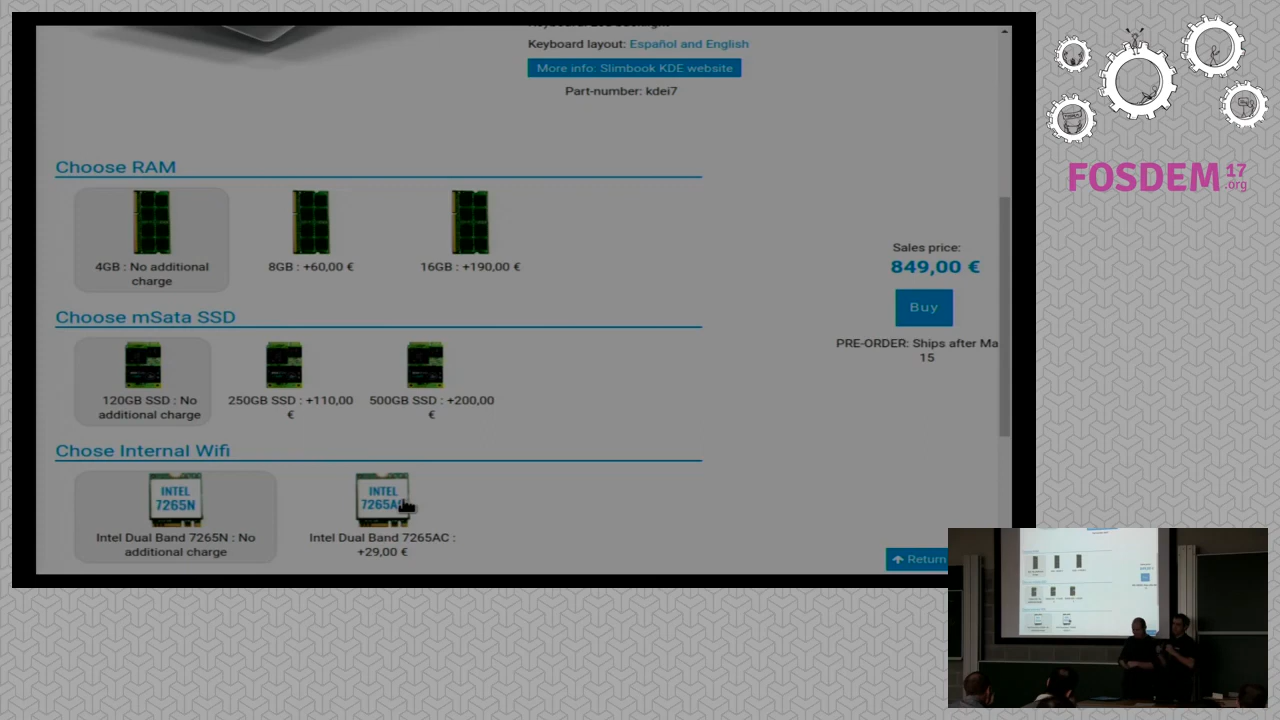 Keyboard layout: Español and English
More info: Slimbook KDE website
Part-number: kdei7
Choose RAM
4GB : No additional
charge
8GB : +60,00 €
16GB : +190,00 €
Choose mSata SSD
120GB SSD : No
additional charge
250GB SSD : +110,00
€
500GB SSD : +200,00
€
Chose Internal Wifi
INTEL
7265N
Intel Dual Band 7265N : No
additional charge
INTEL
Intel Dual Band 7265AC :
+29,00 €
Sales price:
849,00 €
Buy
PRE-ORDER: Ships after Ma
15
Return
FOSDEM 17
.org